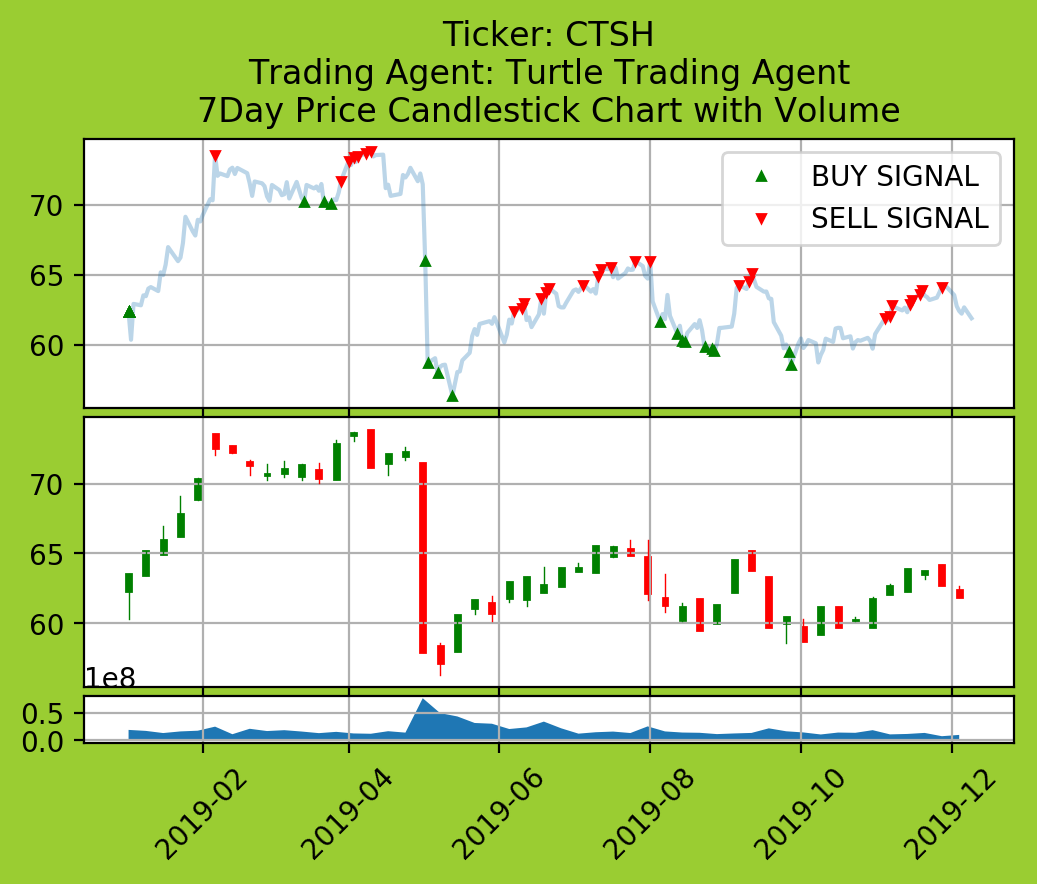 Ticker: CTSH
Trading Agent: Turtle Trading Agent
7Day Price Candlestick Chart with Volume
BUY SIGNAL
SELL SIGNAL
70
65
60
70
65
60
1e8
0.5
0.0
2019-02
2019-04
2019-06
2019-08
2019-10
2019-12